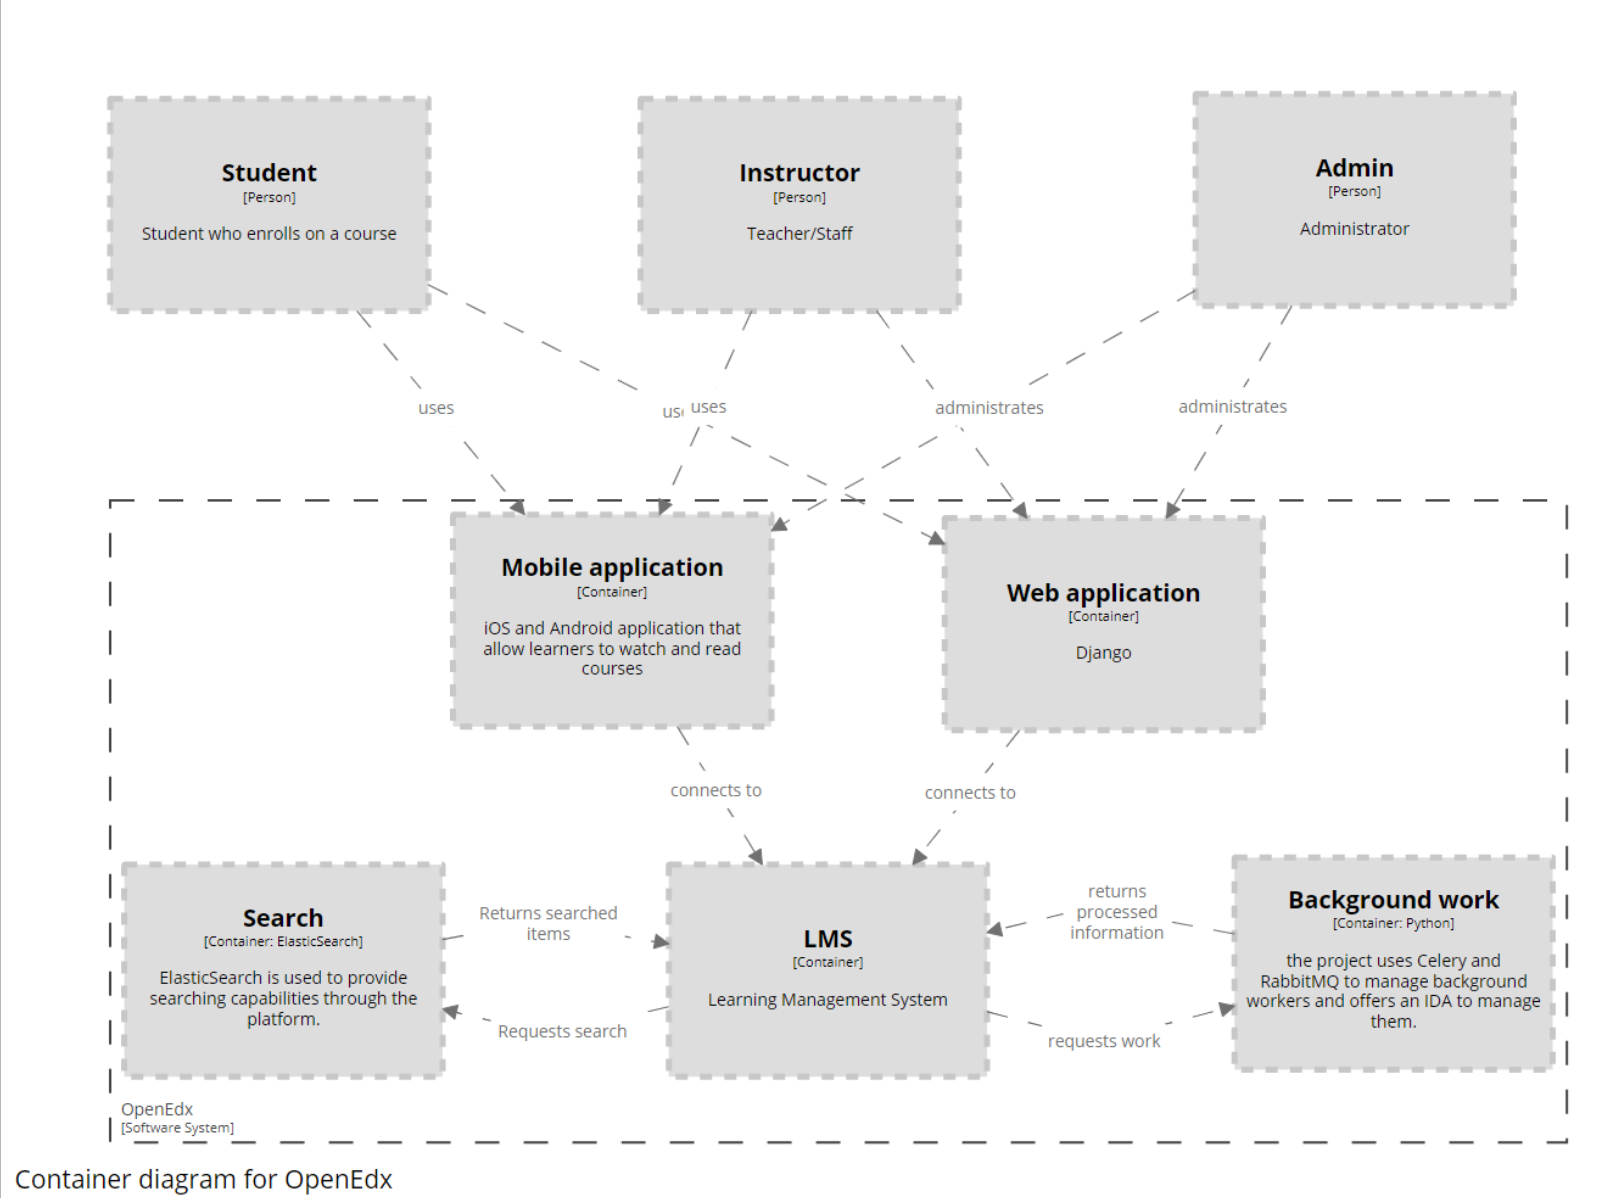 Student
[Person]
Student who enrolls on a course
Instructor
[Person]
Teacher/Staff
Admin
[Person]
Administrator
uses
uses
administrates
administrates
Mobile application
[Container]
iOS and Android application that
allow learners to watch and read
courses
Web application
[Container]
Django
connects to
connects to
Search
[Container: ElasticSearch]
ElasticSearch is used to provide
searching capabilities through the
platform.
Returns searched
items
Requests search
LMS
[Container]
Learning Management System
returns
processed
information
requests work
Background work
[Container: Python]
the project uses Celery and
RabbitMQ to manage background
workers and offers an IDA to manage
them.
OpenEdx
[Software System]
Container diagram for OpenEdx